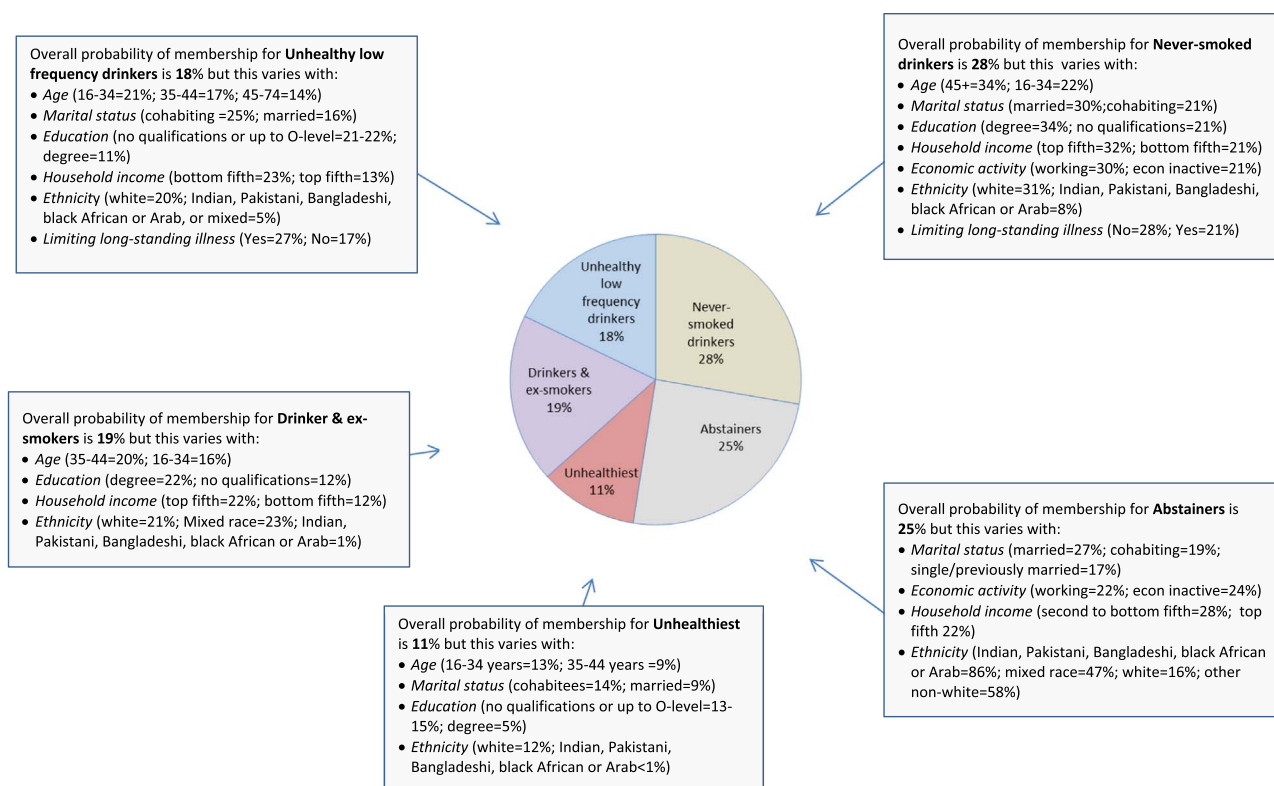 Overall probability of membership for Unhealthy low
frequency drinkers is 18% but this varies with:
• Age (16-34=21%; 35-44=17%; 45-74=14%)
• Marital status (cohabiting =25%; married=16%)
• Education (no qualifications or up to O-level=21-22%;
degree=11%)
• Household income (bottom fifth=23%; top fifth=13%)
• Ethnicity (white=20%; Indian, Pakistani, Bangladeshi,
black African or Arab, or mixed=5%)
• Limiting long-standing illness (Yes=27%; No=17%)
Overall probability of membership for Never-smoked
drinkers is 28% but this varies with:
• Age (45+=34%; 16-34=22%)
• Marital status (married=30%;cohabiting=21%)
• Education (degree=34%; no qualifications=21%)
• Household income (top fifth=32%; bottom fifth=21%)
• Economic activity (working=30%; econ inactive=21%)
• Ethnicity (white=31%; Indian, Pakistani, Bangladeshi,
black African or Arab=8%)
• Limiting long-standing illness (No=28%; Yes=21%)
Unhealthy
low
frequency
drinkers
18%
Never-
smoked
drinkers
28%
Drinkers &
ex-smokers
19%
Abstainers
25%
Unhealthiest
11%
Overall probability of membership for Drinker & ex-
smokers is 19% but this varies with:
• Age (35-44=20%; 16-34=16%)
• Education (degree=22%; no qualifications=12%)
• Household income (top fifth=22%; bottom fifth=12%)
• Ethnicity (white=21%; Mixed race=23%; Indian,
Pakistani, Bangladeshi, black African or Arab=1%)
Overall probability of membership for Abstainers is
25% but this varies with:
• Marital status (married=27%; cohabiting=19%;
single/previously married=17%)
• Economic activity (working=22%; econ inactive=24%)
• Household income (second to bottom fifth=28%; top
fifth 22%)
• Ethnicity (Indian, Pakistani, Bangladeshi, black African
or Arab=86%; mixed race=47%; white=16%; other
non-white=58%)
Overall probability of membership for Unhealthiest
is 11% but this varies with:
• Age (16-34 years=13%; 35-44 years =9%)
• Marital status (cohabitees=14%; married=9%)
• Education (no qualifications or up to O-level=13-
15%; degree=5%)
• Ethnicity (white=12%; Indian, Pakistani,
Bangladeshi, black African or Arab<1%)